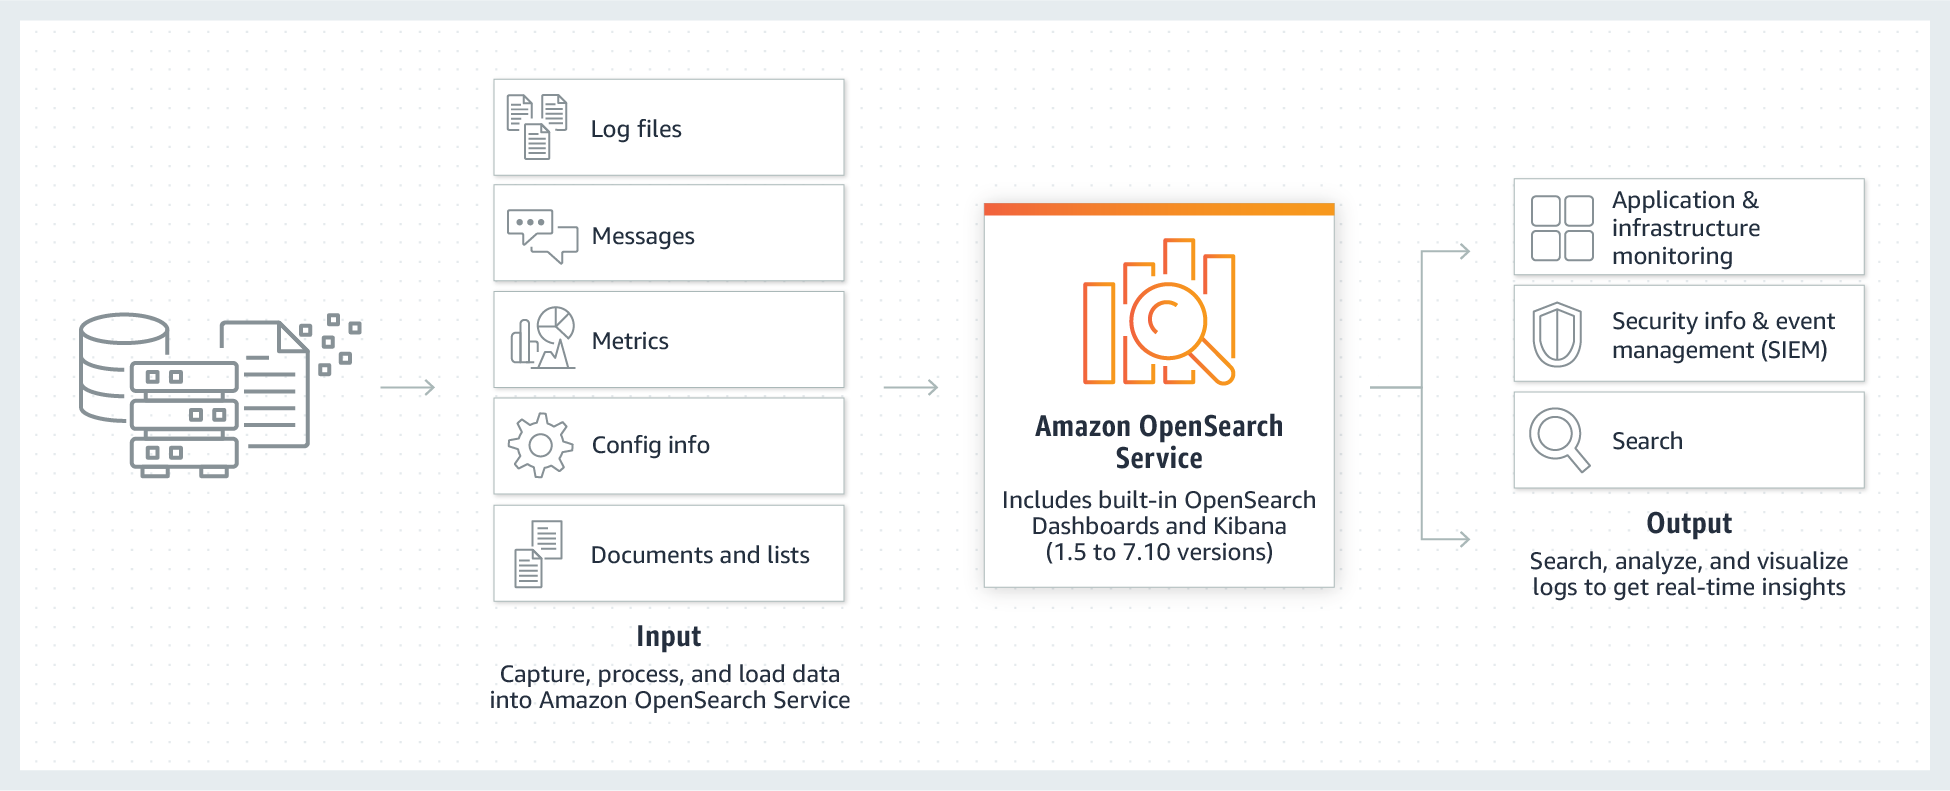 Log files
Messages
Metrics
Config info
Documents and lists
Input
Capture, process, and load data
into Amazon OpenSearch Service
Amazon OpenSearch
Service
Includes built-in OpenSearch
Dashboards and Kibana
(1.5 to 7.10 versions)
Application &
infrastructure
monitoring
Security info & event
management (SIEM)
Search
Output
Search, analyze, and visualize
logs to get real-time insights